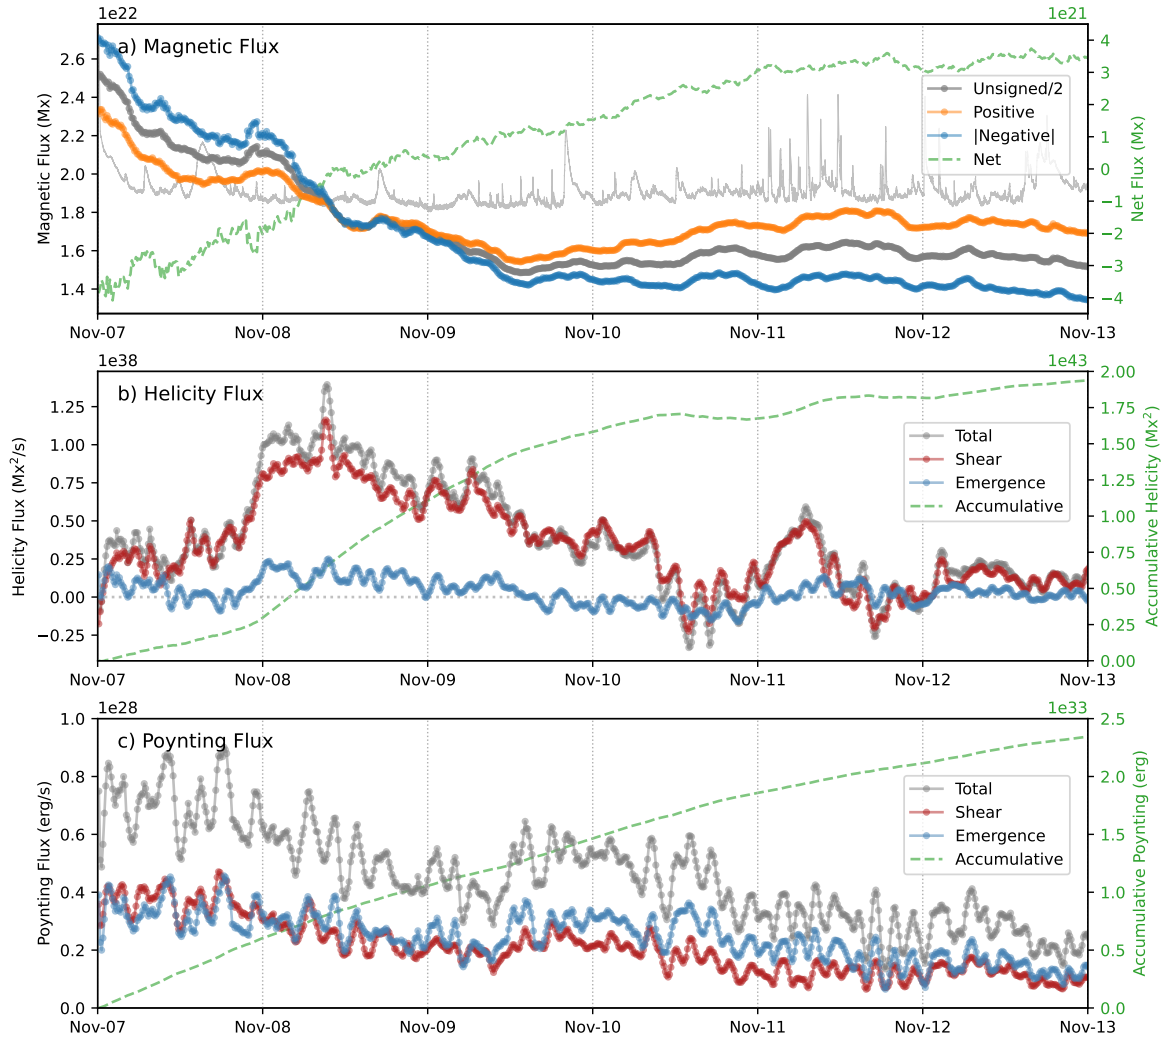 1e22
1e21
a) Magnetic Flux
Magnetic Flux (Mx)
2.6
2.4
2.2
2.0
1.8
1.6
1.4
Unsigned/2
Positive
|Negative|
Net
4
3
2
1
0
−1
−2
−3
−4
Net Flux (Mx)
Nov-07 Nov-08 Nov-09 Nov-10 Nov-11 Nov-12 Nov-13
1e38
1e43
b) Helicity Flux
Helicity Flux (Mx²/s)
1.25
1.00
0.75
0.50
0.25
0.00
−0.25
Total
Shear
Emergence
Accumulative
2.00
1.75
1.50
1.25
1.00
0.75
0.50
0.25
0.00
Accumulative Helicity (Mx²)
Nov-07 Nov-08 Nov-09 Nov-10 Nov-11 Nov-12 Nov-13
1e28
1e33
c) Poynting Flux
Poynting Flux (erg/s)
1.0
0.8
0.6
0.4
0.2
0.0
Total
Shear
Emergence
Accumulative
2.5
2.0
1.5
1.0
0.5
0.0
Accumulative Poynting (erg)
Nov-07 Nov-08 Nov-09 Nov-10 Nov-11 Nov-12 Nov-13